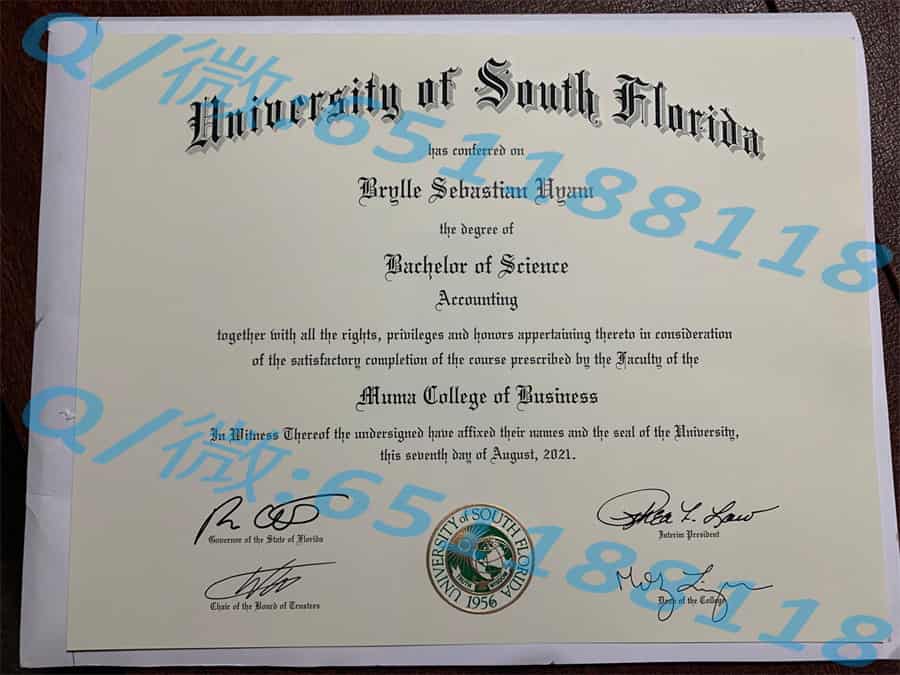 Q/微:651188118
University of South Florida
has conferred on
Brylle Sebastian Uyam
the degree of
Bachelor of Science
Accounting
together with all the rights, privileges and honors appertaining thereto in consideration
of the satisfactory completion of the course prescribed by the Faculty of the
Muma College of Business
Q/微:651188118
In Witness Thereof the undersigned have affixed their names and the seal of the University,
this seventh day of August, 2021.
Governor of the State of Florida
Interim President
Chair of the Board of Trustees
Dean of the College
UNIVERSITY of SOUTH FLORIDA
1956